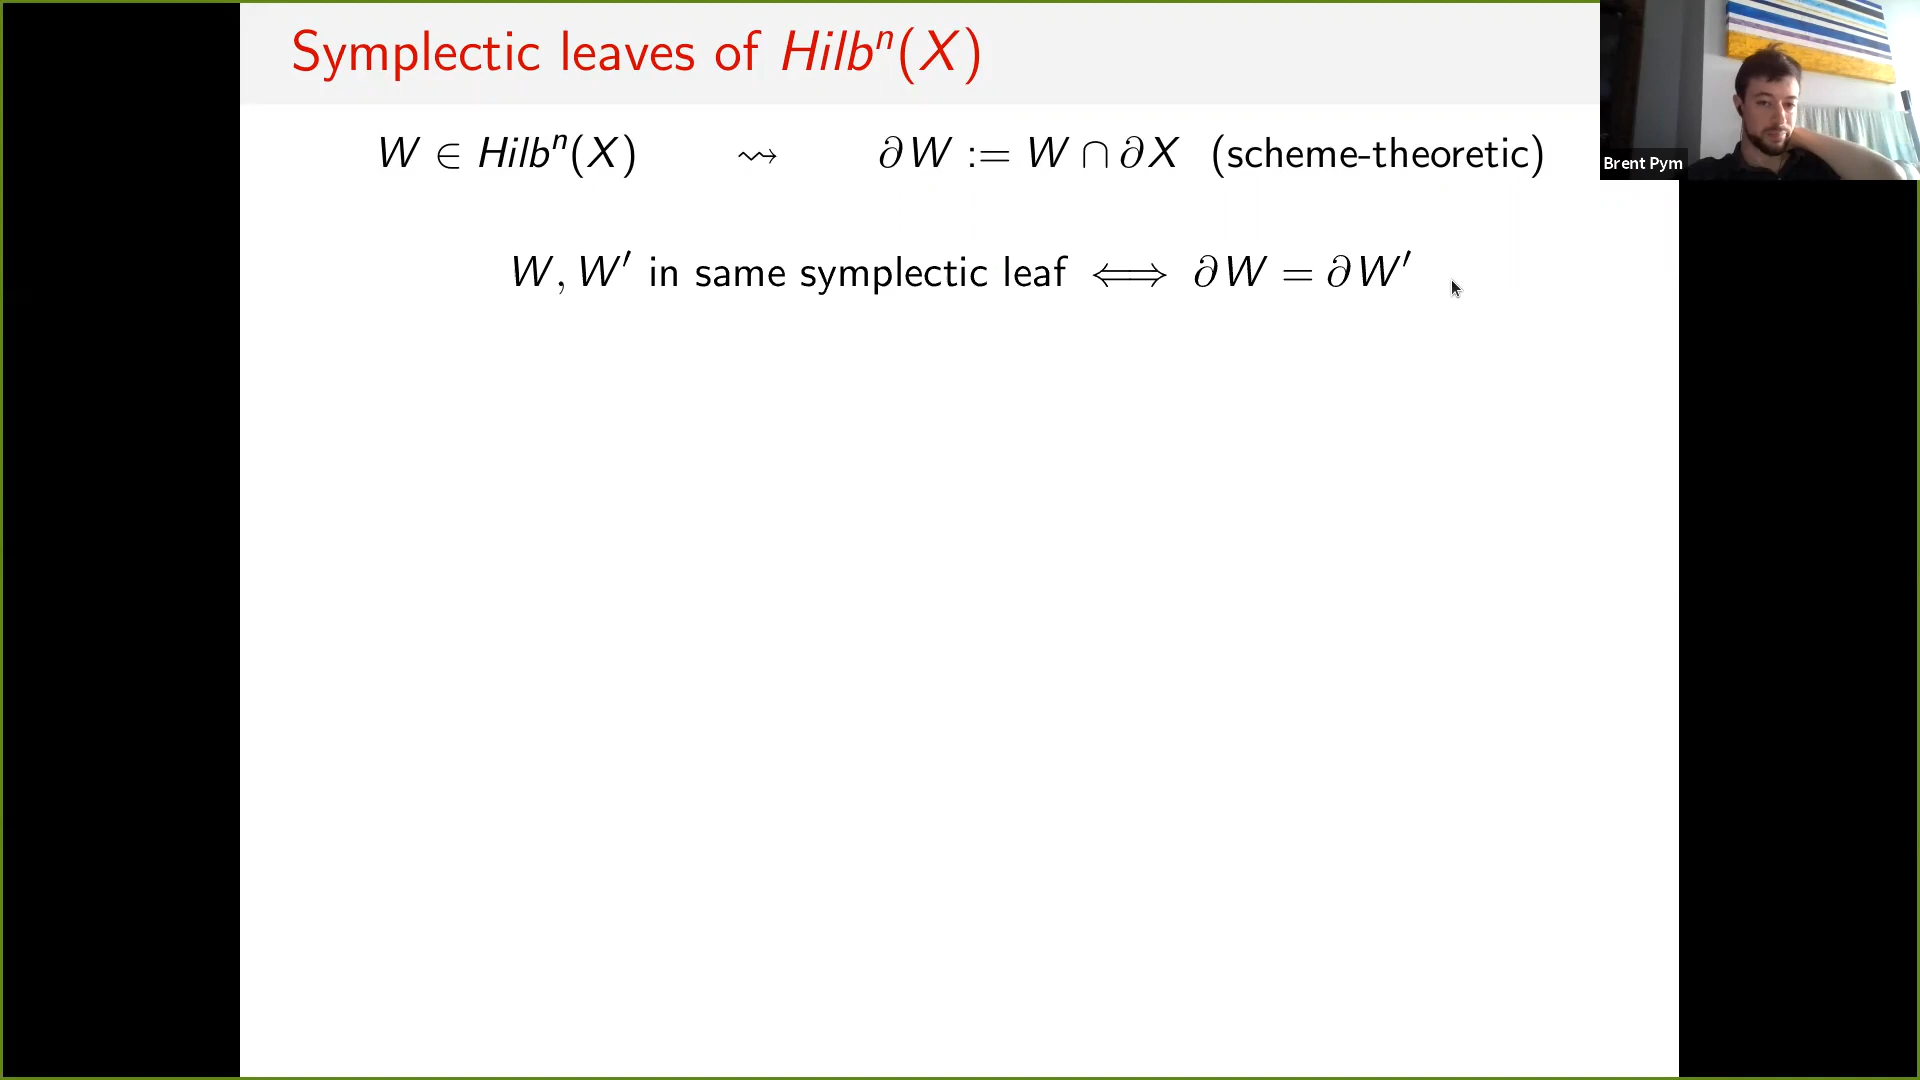 Symplectic leaves of Hilbⁿ(X)
W ∈ Hilbⁿ(X) ⇝ ∂W := W ∩ ∂X (scheme-theoretic)
Brent Pym
W, W′ in same symplectic leaf ⟺ ∂W = ∂W′